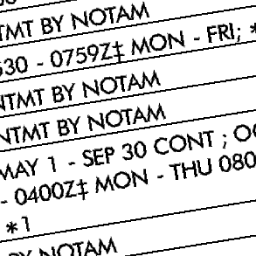 TMT BY NOTAM
530 - 0759Z‡ MON - FRI; *
NTMT BY NOTAM
NTMT BY NOTAM
MAY 1 - SEP 30 CONT ; O
- 0400Z‡ MON - THU 080
*1
BY NOTAM